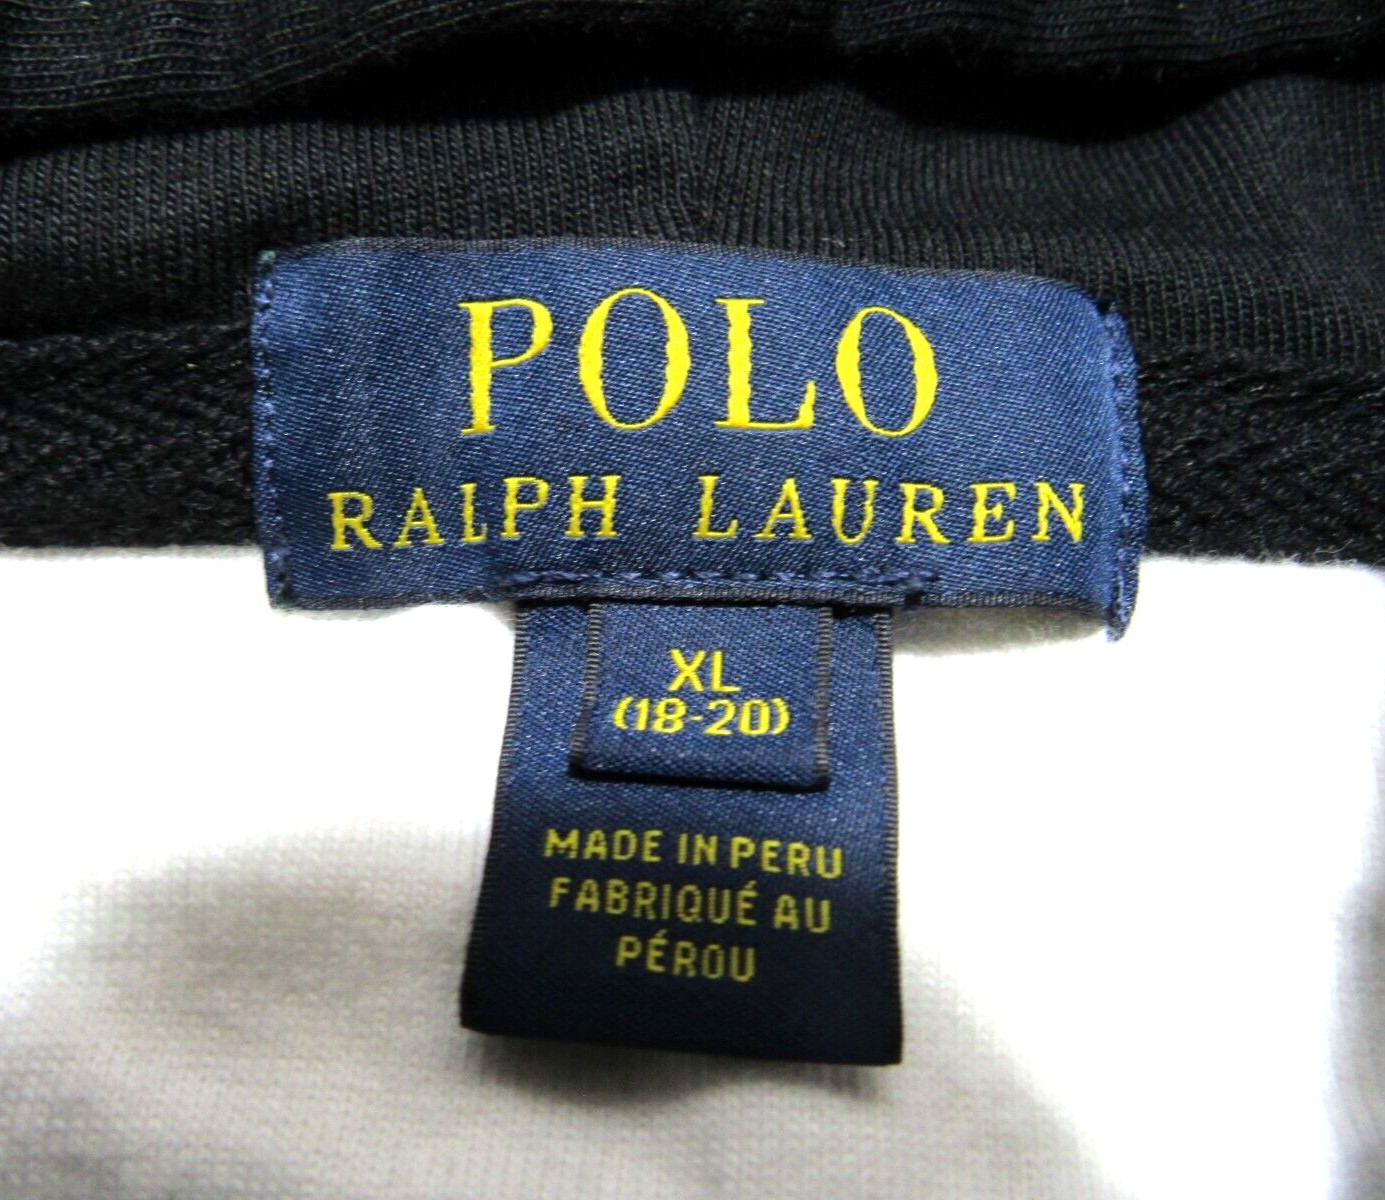 POLO
RALPH LAUREN
XL
(18-20)
MADE IN PERU
FABRIQUÉ AU
PÉROU